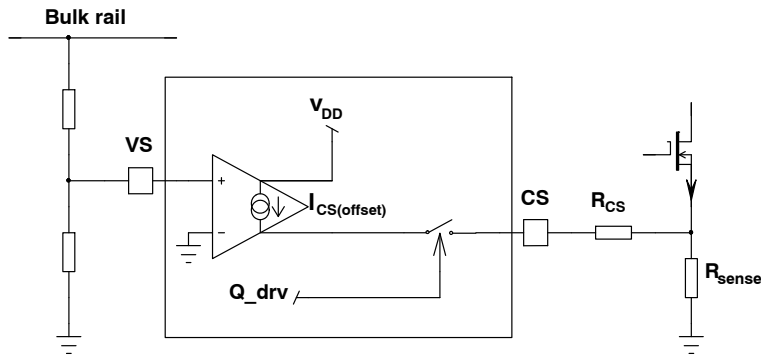 Bulk rail
VS
VDD
+
ICS(offset)
−
CS
RCS
Q_drv
Rsense